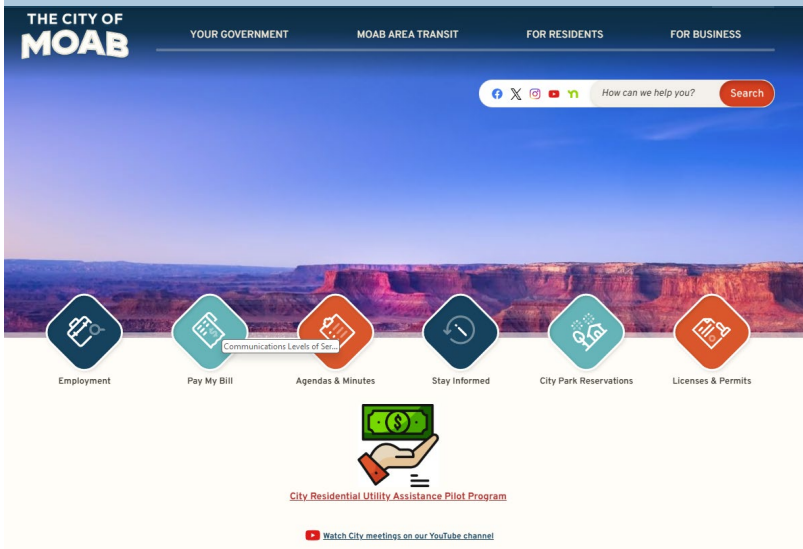 THE CITY OF
MOAB
YOUR GOVERNMENT
MOAB AREA TRANSIT
FOR RESIDENTS
FOR BUSINESS
How can we help you?
Search
Communications Levels of Ser...
Employment
Pay My Bill
Agendas & Minutes
Stay Informed
City Park Reservations
Licenses & Permits
City Residential Utility Assistance Pilot Program
Watch City meetings on our YouTube channel